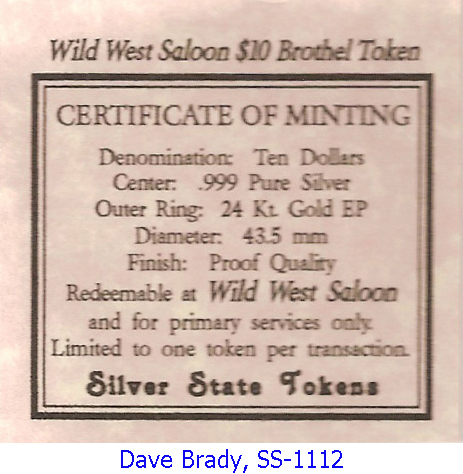 Wild West Saloon $10 Brothel Token
CERTIFICATE OF MINTING
Denomination: Ten Dollars
Center: .999 Pure Silver
Outer Ring: 24 Kt. Gold EP
Diameter: 43.5 mm
Finish: Proof Quality
Redeemable at Wild West Saloon
and for primary services only.
Limited to one token per transaction.
Silver State Tokens
Dave Brady, SS-1112